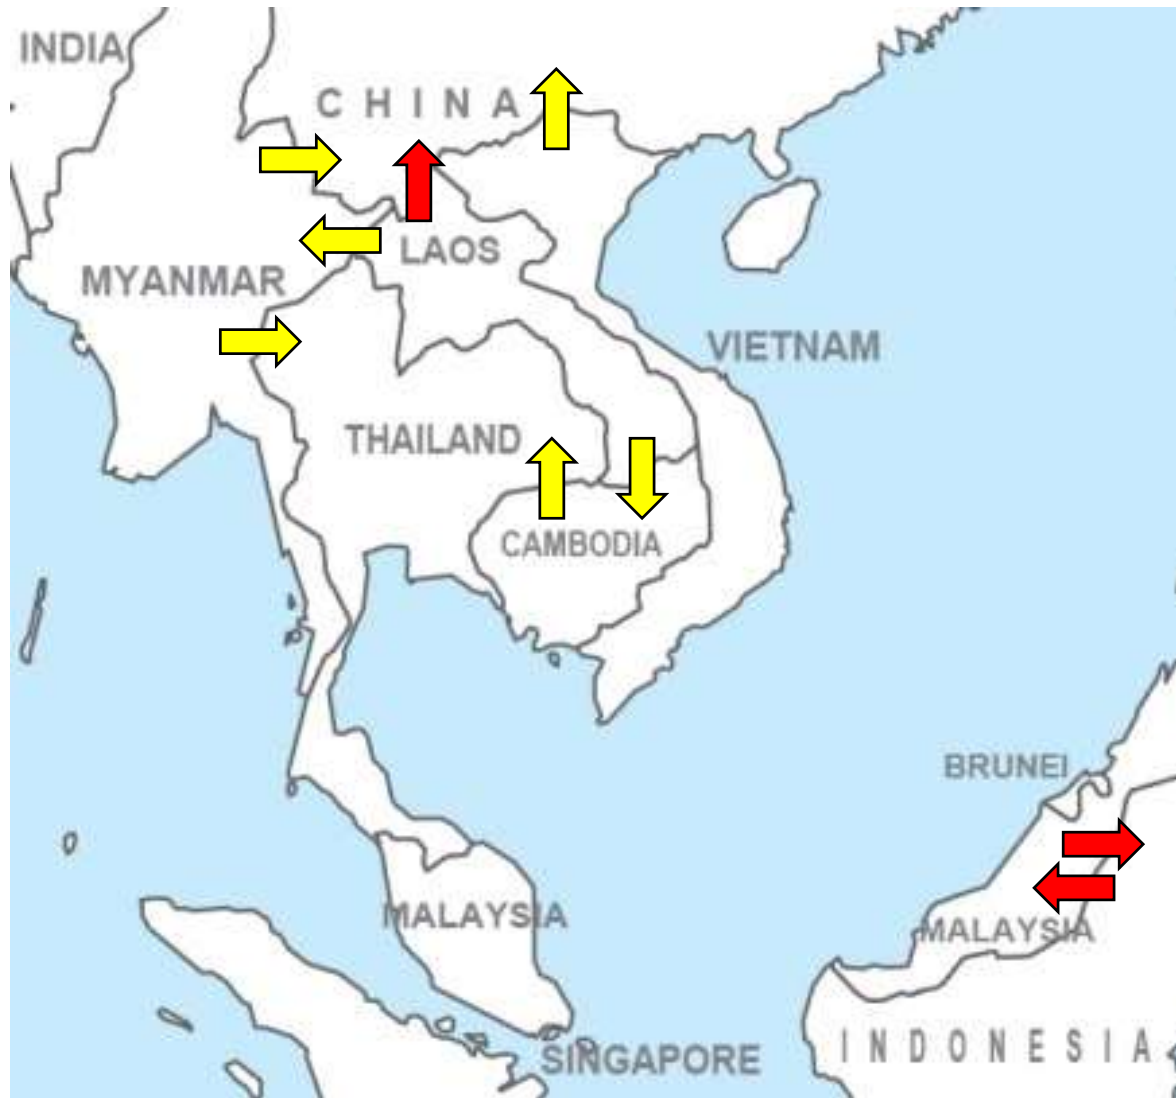 INDIA
CHINA
LAOS
MYANMAR
VIETNAM
THAILAND
CAMBODIA
BRUNEI
MALAYSIA
MALAYSIA
INDONESIA
SINGAPORE